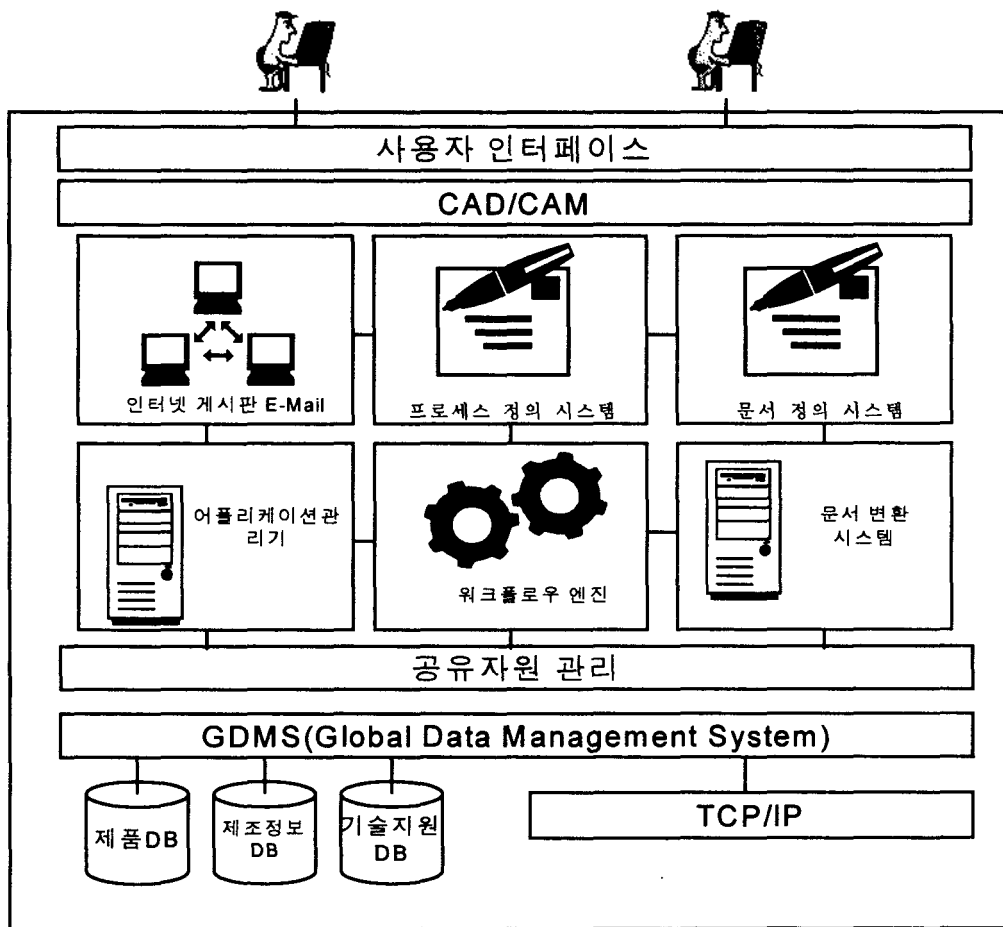 사용자 인터페이스
CAD/CAM
인터넷 게시판 E-Mail
프로세스 정의 시스템
문서 정의 시스템
어플리케이션관
리기
워크플로우 엔진
문서 변환
시스템
공유자원 관리
GDMS(Global Data Management System)
제품DB
제조정보
DB
기술지원
DB
TCP/IP